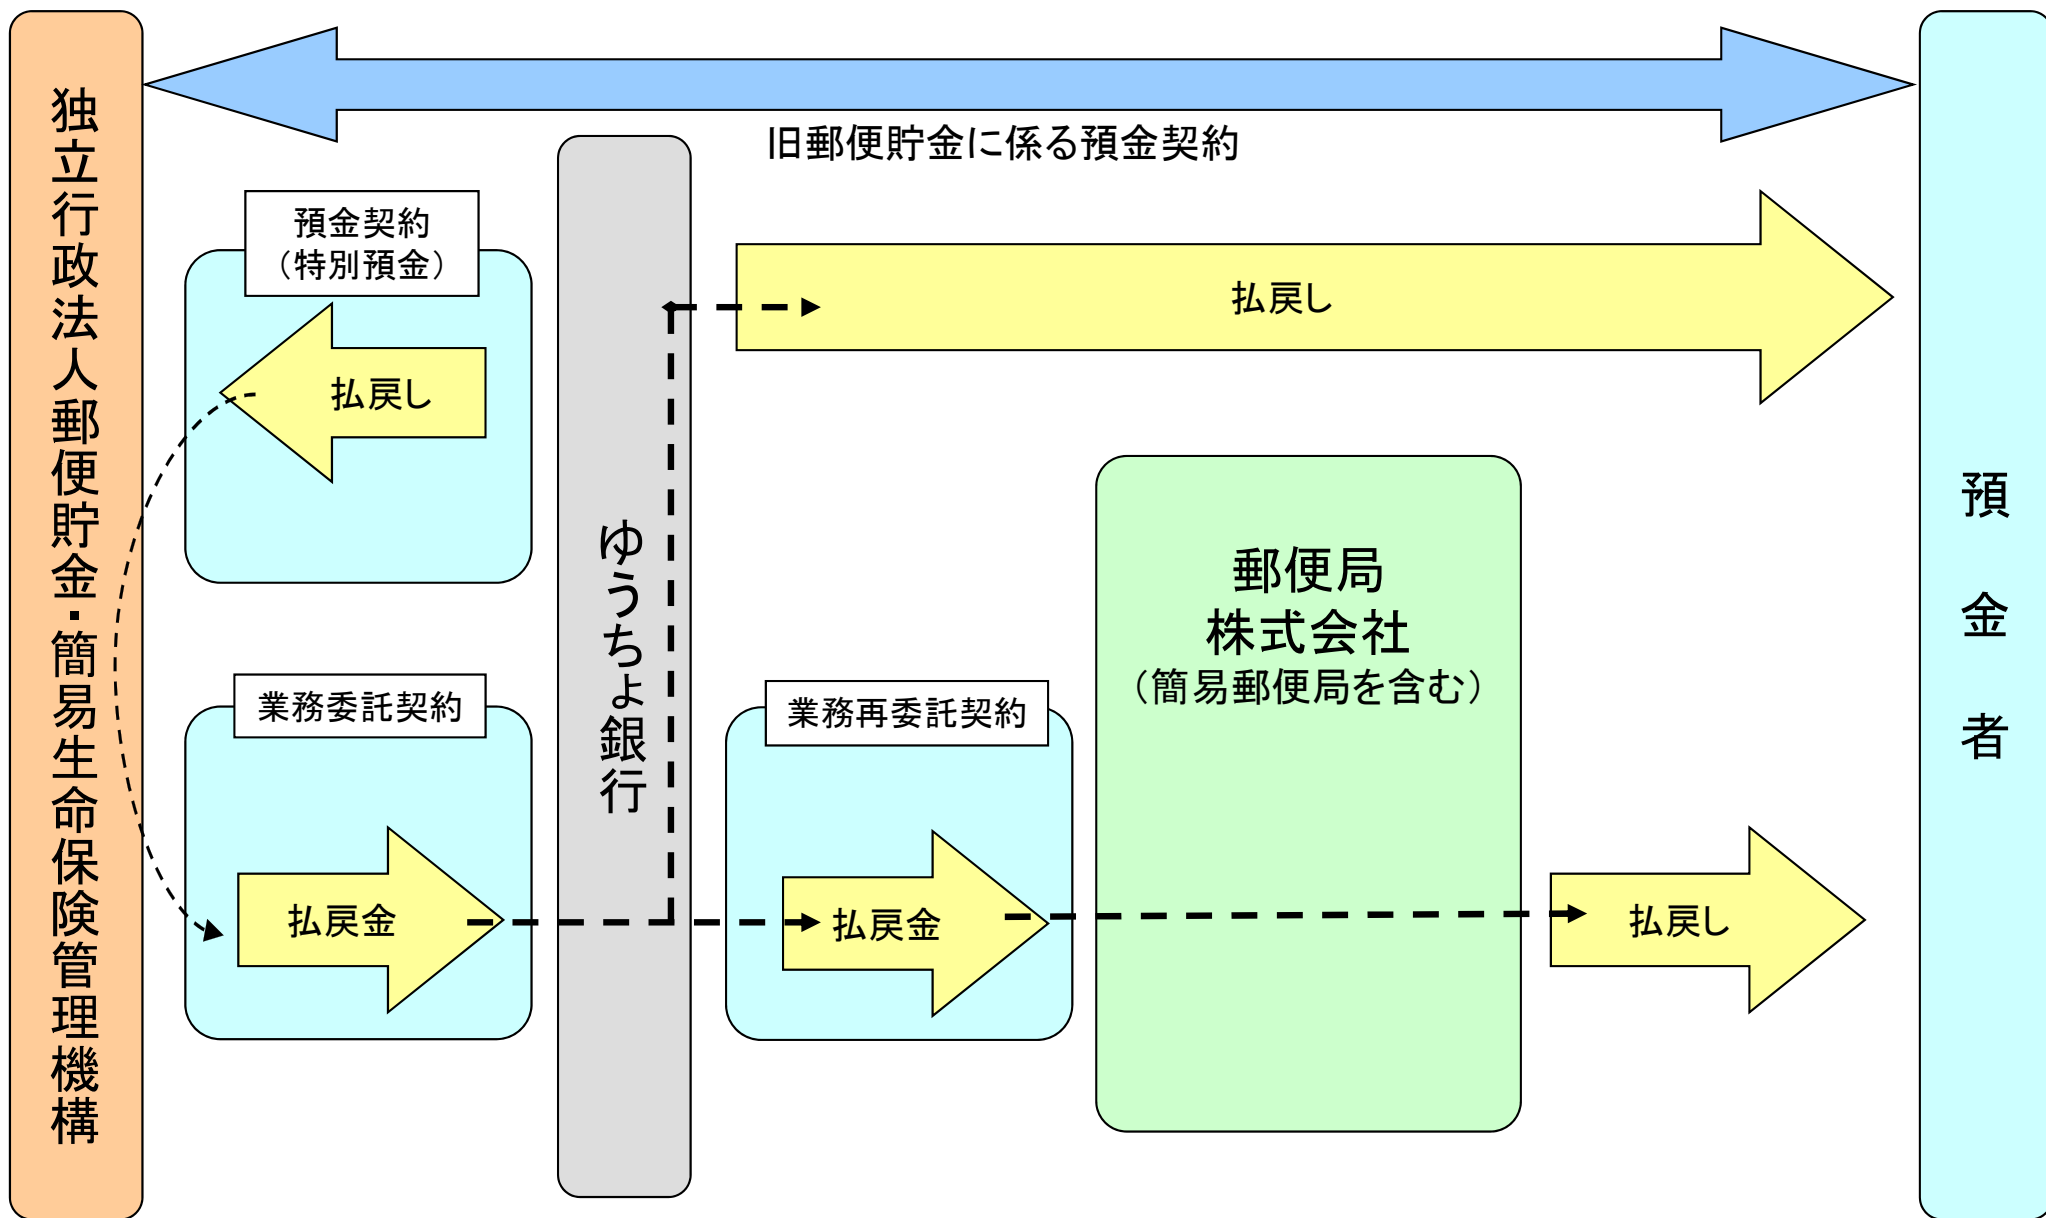 独立行政法人郵便貯金・簡易生命保険管理機構
旧郵便貯金に係る預金契約
預金契約
（特別預金）
払戻し
払戻し
ゆうちょ銀行
郵便局
株式会社
（簡易郵便局を含む）
預金者
業務委託契約
業務再委託契約
払戻金
払戻金
払戻し